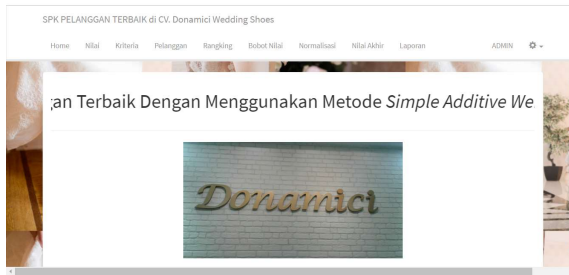 SPK PELANGGAN TERBAIK di CV. Donamici Wedding Shoes
Home Nilai Kriteria Pelanggan Rangking Bobot Nilai Normalisasi Nilai Akhir Laporan ADMIN
gan Terbaik Dengan Menggunakan Metode Simple Additive We
Donamici